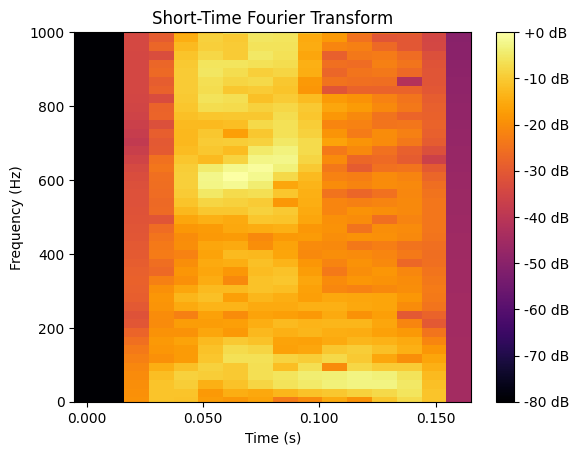 Short-Time Fourier Transform
1000
800
600
400
200
0
Frequency (Hz)
0.000
0.050
0.100
0.150
Time (s)
+0 dB
-10 dB
-20 dB
-30 dB
-40 dB
-50 dB
-60 dB
-70 dB
-80 dB